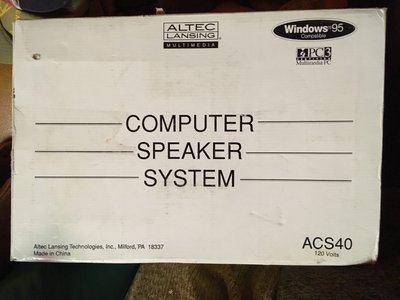 ALTEC
LANSING®
MULTIMEDIA
Windows®95
Compatible
MPC3
Multimedia PC
COMPUTER
SPEAKER
SYSTEM
Altec Lansing Technologies, Inc., Milford, PA 18337
Made in China
ACS40
120 Volts